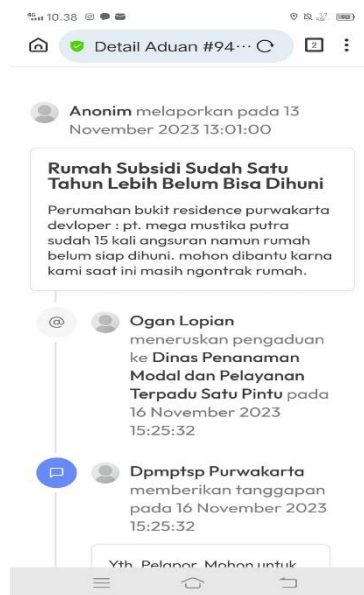 10.38
Detail Aduan #94...
2
Anonim melaporkan pada 13
November 2023 13:01:00
Rumah Subsidi Sudah Satu
Tahun Lebih Belum Bisa Dihuni
Perumahan bukit residence purwakarta
devloper : pt. mega mustika putra
sudah 15 kali angsuran namun rumah
belum siap dihuni. mohon dibantu karna
kami saat ini masih ngontrak rumah.
@
Ogan Lopian
meneruskan pengaduan
ke Dinas Penanaman
Modal dan Pelayanan
Terpadu Satu Pintu pada
16 November 2023
15:25:32
Dpmptsp Purwakarta
memberikan tanggapan
pada 16 November 2023
15:25:32
Yth. Pelapor, Mohon untuk